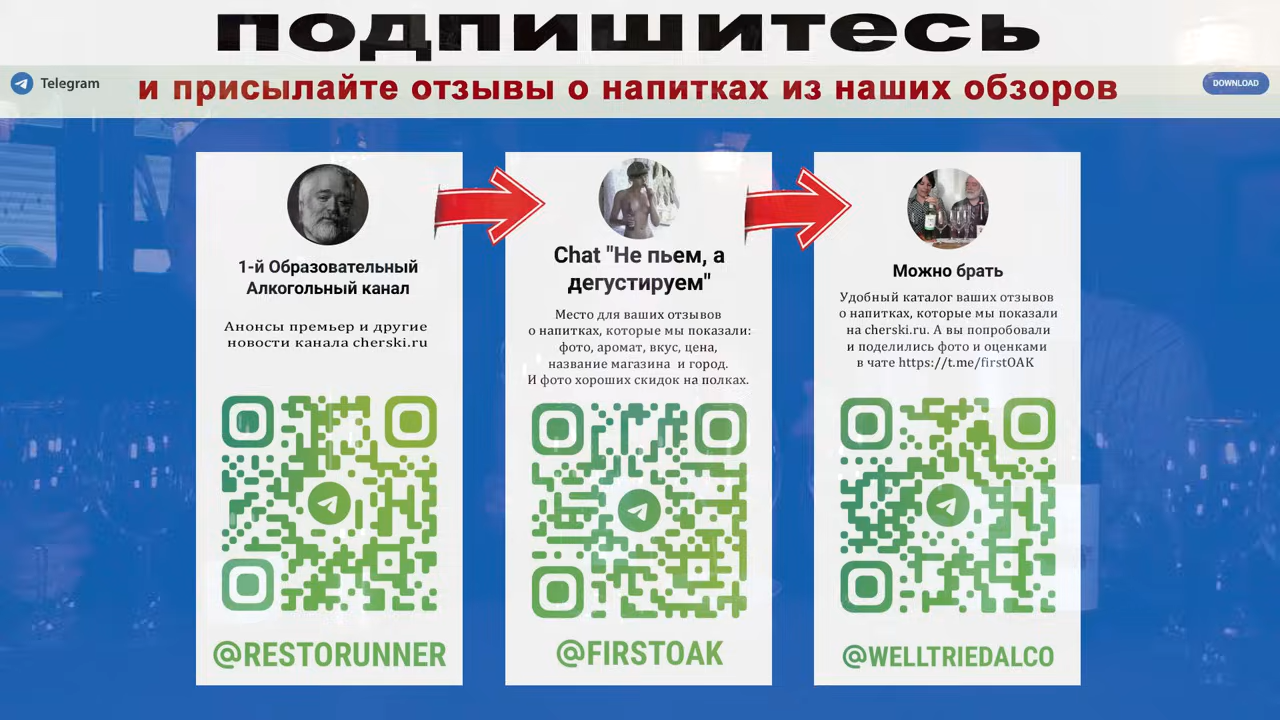 подпишитесь
Telegram
и присылайте отзывы о напитках из наших обзоров
DOWNLOAD
1-й Образовательный
Алкогольный канал
Анонсы премьер и другие
новости канала cherski.ru
@RESTORUNNER
Chat "Не пьем, а
дегустируем"
Место для ваших отзывов
о напитках, которые мы показали:
фото, аромат, вкус, цена,
название магазина и город.
И фото хороших скидок на полках.
@FIRSTOAK
Можно брать
Удобный каталог ваших отзывов
о напитках, которые мы показали
на cherski.ru. А вы попробовали
и поделились фото и оценками
в чате https://t.me/firstOAK
@WELLTRIEDALCO